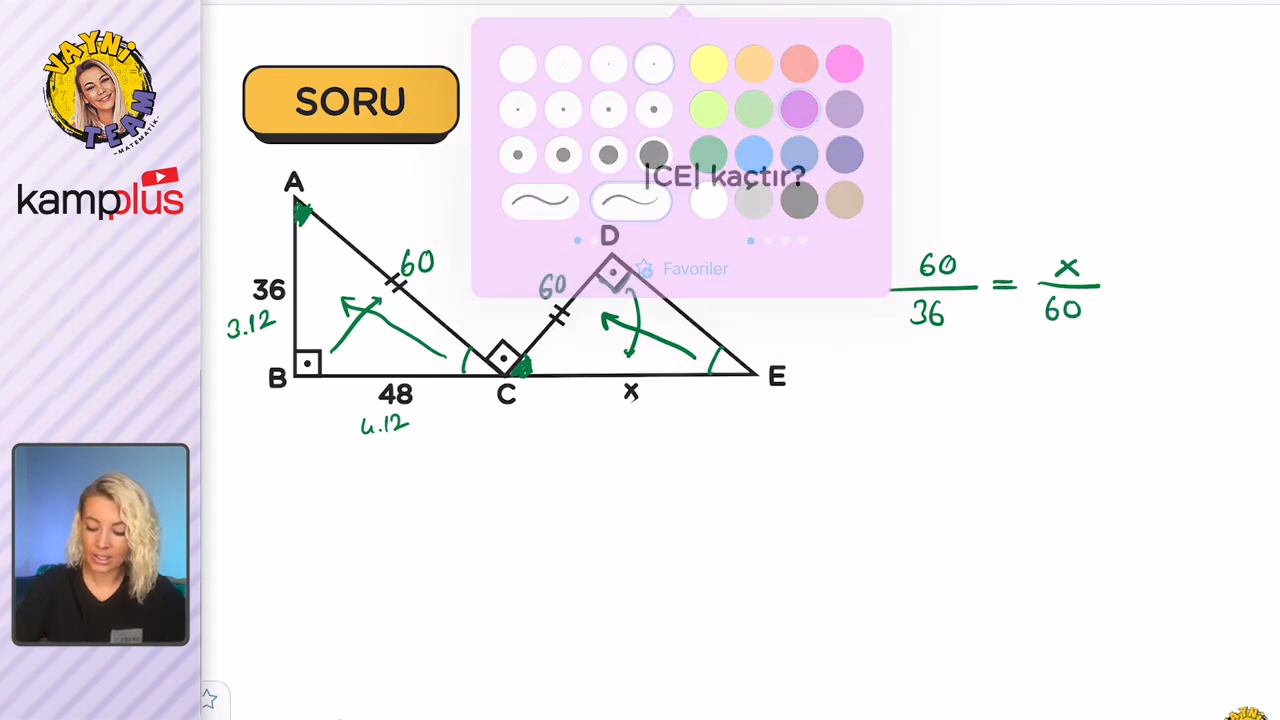 VAYNİ
TEAM
-MATEMATİK-
kampplus
SORU
|CE| kaçtır?
Favoriler
A
60
D
60
36
3.12
B
48
4.12
C
x
E
60
36
=
x
60